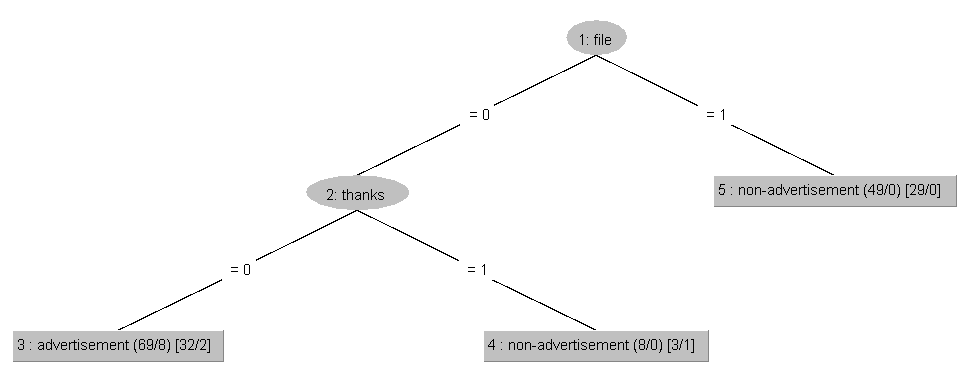 1: file
= 0
= 1
2: thanks
5 : non-advertisement (49/0) [29/0]
= 0
= 1
3 : advertisement (69/8) [32/2]
4 : non-advertisement (8/0) [3/1]